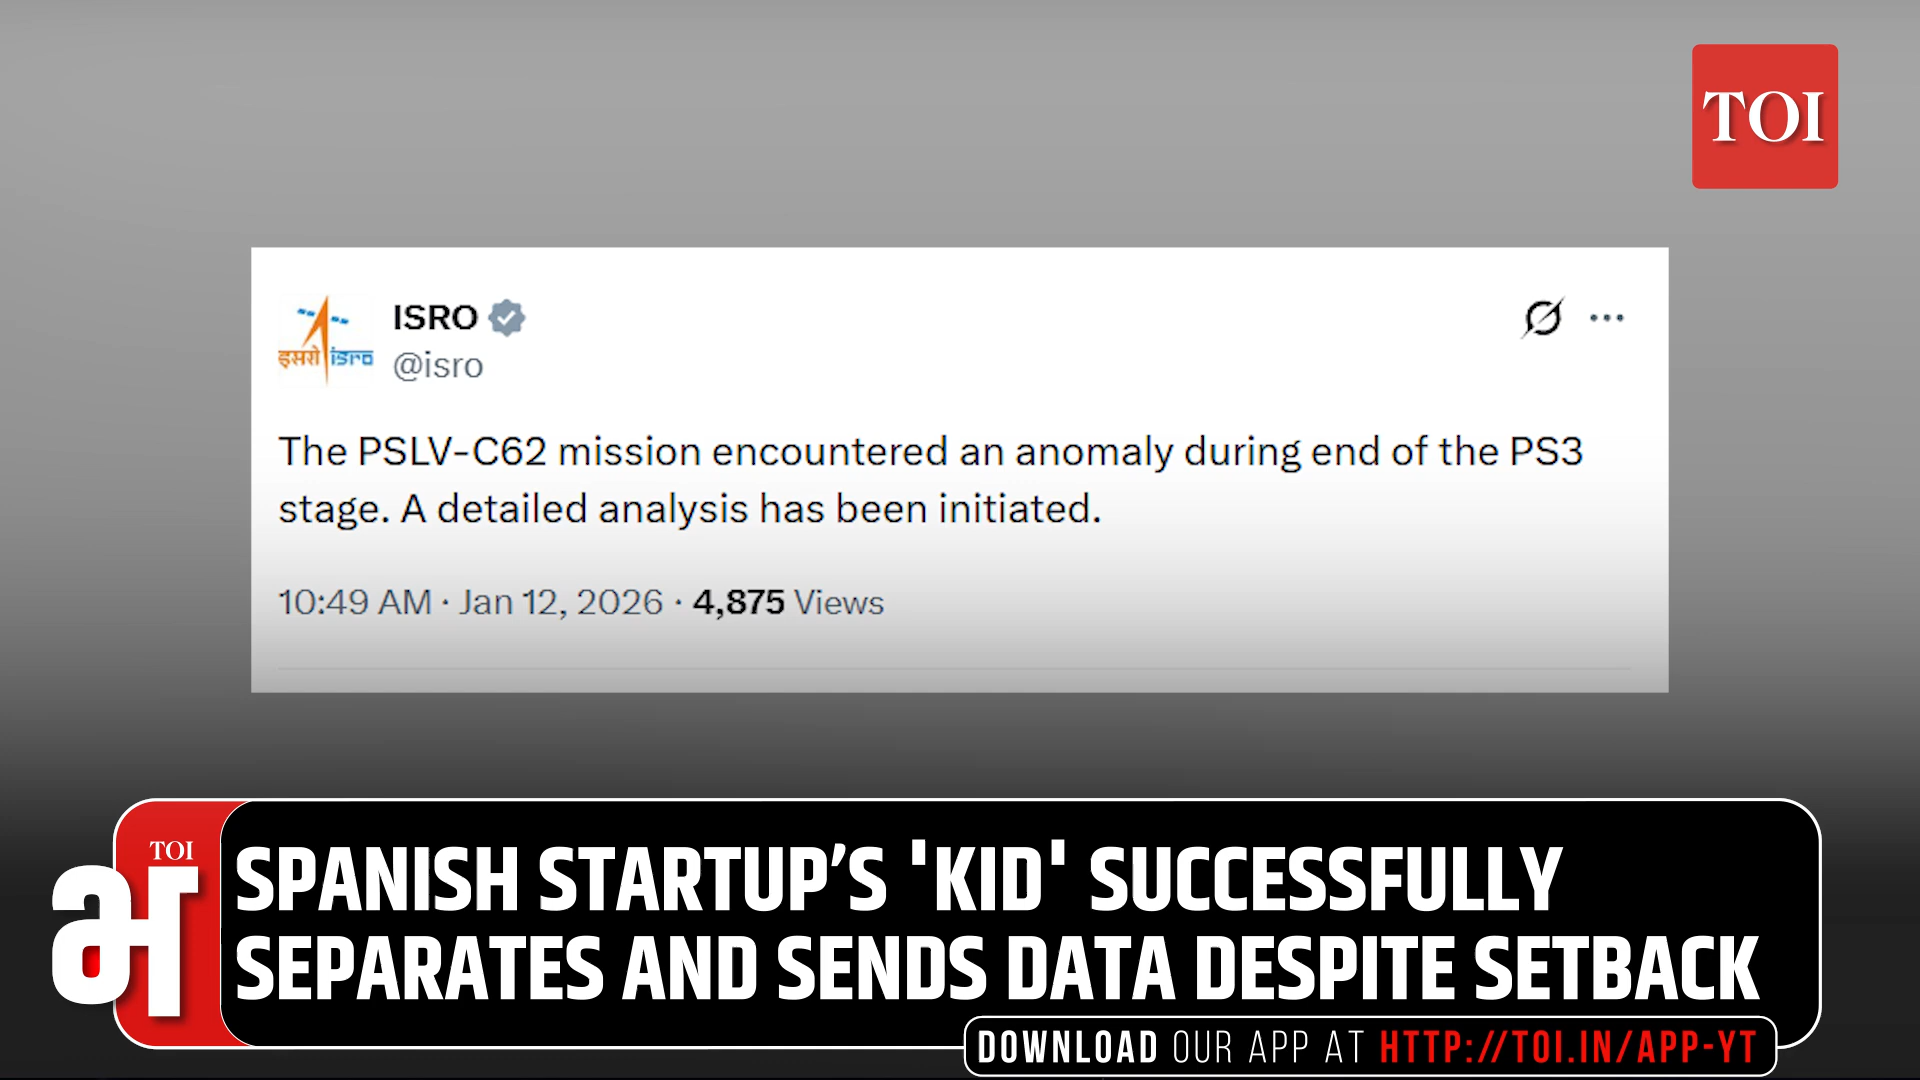 TOI
इसरो isro
ISRO
@isro
The PSLV-C62 mission encountered an anomaly during end of the PS3
stage. A detailed analysis has been initiated.
10:49 AM · Jan 12, 2026 · 4,875 Views
TOI
भ
SPANISH STARTUP’S 'KID' SUCCESSFULLY
SEPARATES AND SENDS DATA DESPITE SETBACK
DOWNLOAD OUR APP AT HTTP://TOI.IN/APP-YT